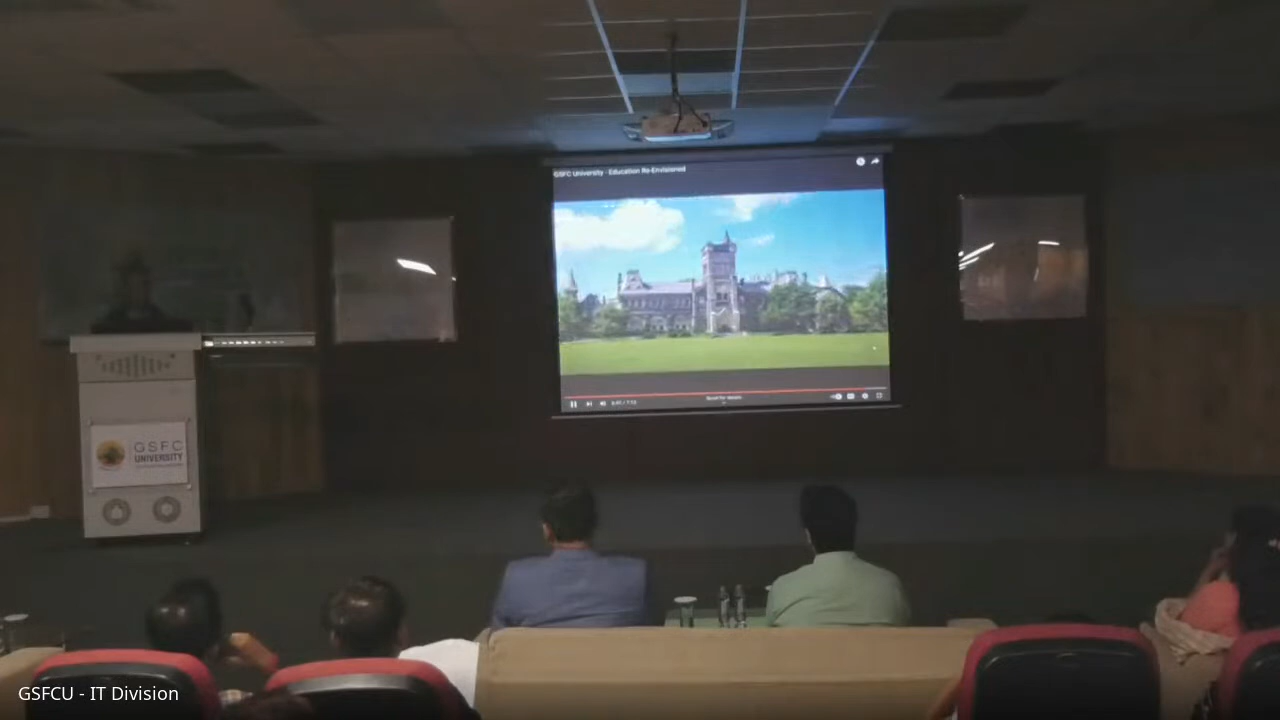 GSFC University - Education Re-Envisioned
GSFC
UNIVERSITY
GSFCU - IT Division